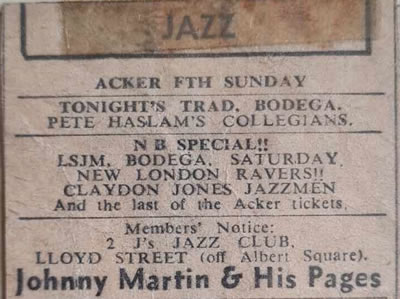 JAZZ
ACKER FTH SUNDAY
TONIGHT'S TRAD, BODEGA.
PETE HASLAM'S COLLEGIANS.
N B SPECIAL!!
LSJM, BODEGA, SATURDAY,
NEW LONDON RAVERS!!
CLAYDON JONES JAZZMEN
And the last of the Acker tickets.
Members' Notice:
2 J's JAZZ CLUB,
LLOYD STREET (off Albert Square).
Johnny Martin & His Pages